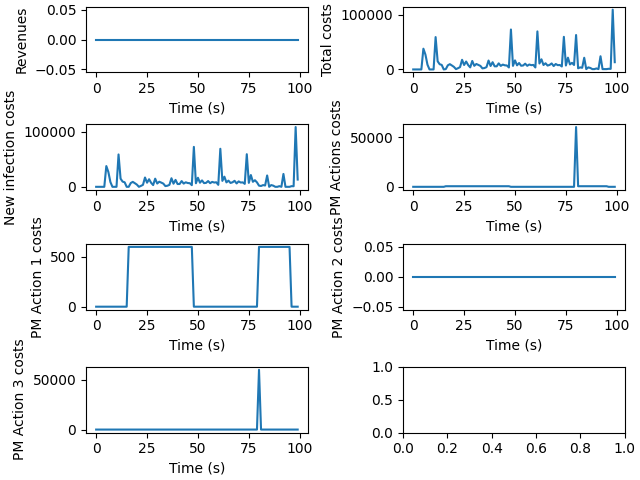 Revenues
0.05
0.00
−0.05
0 25 50 75 100
Time (s)
Total costs
100000
0
0 25 50 75 100
Time (s)
New infection costs
100000
0
0 25 50 75 100
Time (s)
PM Actions costs
50000
0
0 25 50 75 100
Time (s)
PM Action 1 costs
500
0
0 25 50 75 100
Time (s)
PM Action 2 costs
0.05
0.00
−0.05
0 25 50 75 100
Time (s)
PM Action 3 costs
50000
0
0 25 50 75 100
Time (s)
1.0
0.5
0.0
0.0 0.2 0.4 0.6 0.8 1.0